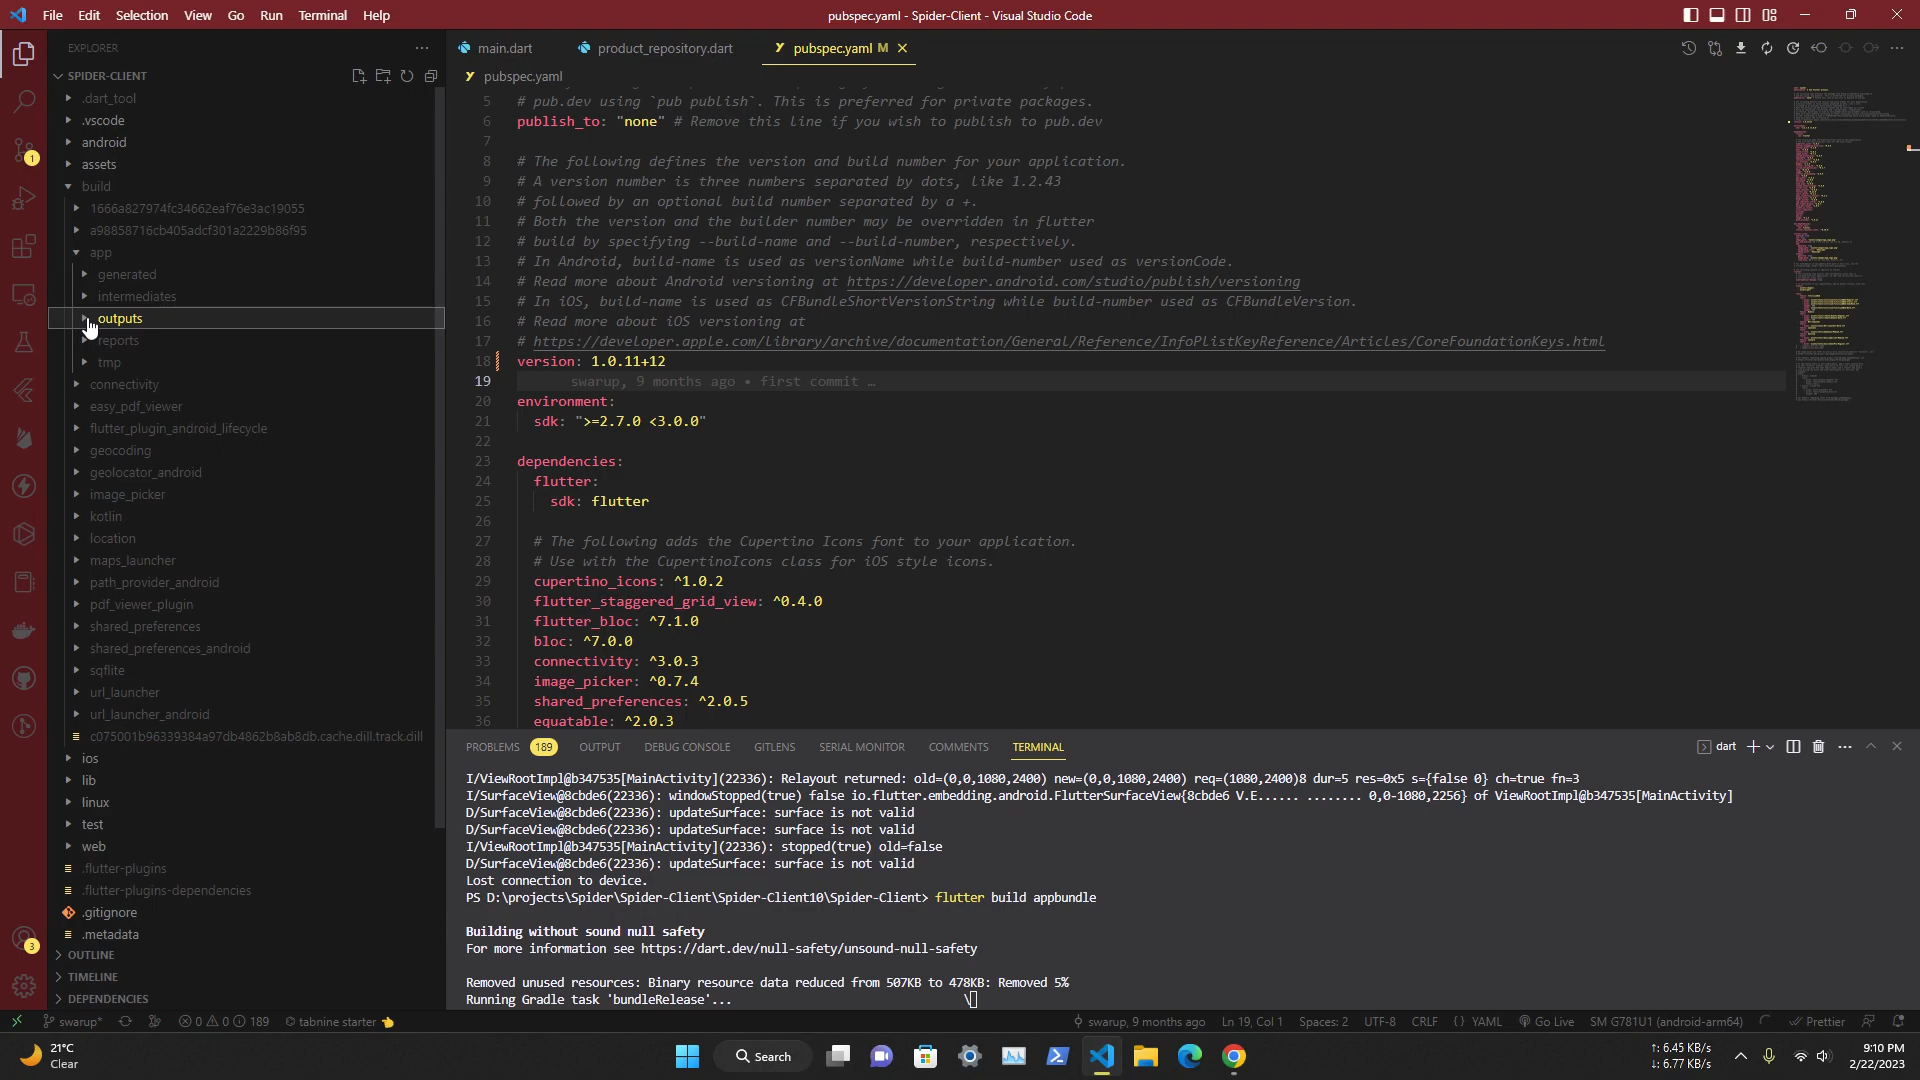 File Edit Selection View Go Run Terminal Help
pubspec.yaml - Spider-Client - Visual Studio Code
EXPLORER
SPIDER-CLIENT
.dart_tool
.vscode
android
assets
build
1666a827974fc34662eaf76e3ac19055
a98858716cb405adcf301a2229b86f95
app
generated
intermediates
outputs
reports
tmp
connectivity
easy_pdf_viewer
flutter_plugin_android_lifecycle
geocoding
geolocator_android
image_picker
kotlin
location
maps_launcher
path_provider_android
pdf_viewer_plugin
shared_preferences
shared_preferences_android
sqflite
url_launcher
url_launcher_android
c075001b96339384a97db4862b8ab8db.cache.dill.track.dill
ios
lib
linux
test
web
.flutter-plugins
.flutter-plugins-dependencies
.gitignore
.metadata
OUTLINE
TIMELINE
DEPENDENCIES
1
3
main.dart product_repository.dart pubspec.yaml M
pubspec.yaml
5 # pub.dev using `pub publish`. This is preferred for private packages.
6 publish_to: "none" # Remove this line if you wish to publish to pub.dev
7
8 # The following defines the version and build number for your application.
9 # A version number is three numbers separated by dots, like 1.2.43
10 # followed by an optional build number separated by a +.
11 # Both the version and the builder number may be overridden in flutter
12 # build by specifying --build-name and --build-number, respectively.
13 # In Android, build-name is used as versionName while build-number used as versionCode.
14 # Read more about Android versioning at https://developer.android.com/studio/publish/versioning
15 # In iOS, build-name is used as CFBundleShortVersionString while build-number used as CFBundleVersion.
16 # Read more about iOS versioning at
17 # https://developer.apple.com/library/archive/documentation/General/Reference/InfoPlistKeyReference/Articles/CoreFoundationKeys.html
18 version: 1.0.11+12
19 swarup, 9 months ago • first commit …
20 environment:
21 sdk: ">=2.7.0 <3.0.0"
22
23 dependencies:
24 flutter:
25 sdk: flutter
26
27 # The following adds the Cupertino Icons font to your application.
28 # Use with the CupertinoIcons class for iOS style icons.
29 cupertino_icons: ^1.0.2
30 flutter_staggered_grid_view: ^0.4.0
31 flutter_bloc: ^7.1.0
32 bloc: ^7.0.0
33 connectivity: ^3.0.3
34 image_picker: ^0.7.4
35 shared_preferences: ^2.0.5
36 equatable: ^2.0.3
PROBLEMS 189 OUTPUT DEBUG CONSOLE GITLENS SERIAL MONITOR COMMENTS TERMINAL
dart
I/ViewRootImpl@b347535[MainActivity](22336): Relayout returned: old=(0,0,1080,2400) new=(0,0,1080,2400) req=(1080,2400)8 dur=5 res=0x5 s={false 0} ch=true fn=3
I/SurfaceView@8cbde6(22336): windowStopped(true) false io.flutter.embedding.android.FlutterSurfaceView{8cbde6 V.E...... ........ 0,0-1080,2256} of ViewRootImpl@b347535[MainActivity]
D/SurfaceView@8cbde6(22336): updateSurface: surface is not valid
D/SurfaceView@8cbde6(22336): updateSurface: surface is not valid
I/ViewRootImpl@b347535[MainActivity](22336): stopped(true) old=false
D/SurfaceView@8cbde6(22336): updateSurface: surface is not valid
Lost connection to device.
PS D:\projects\Spider\Spider-Client\Spider-Client10\Spider-Client> flutter build appbundle
Building without sound null safety
For more information see https://dart.dev/null-safety/unsound-null-safety
Removed unused resources: Binary resource data reduced from 507KB to 478KB: Removed 5%
Running Gradle task 'bundleRelease'... \
swarup* 0 0 189 tabnine starter
swarup, 9 months ago Ln 19, Col 1 Spaces: 2 UTF-8 CRLF { } YAML Go Live SM G781U1 (android-arm64) Prettier
21°C
Clear
Search
↑: 6.45 KB/s
↓: 6.77 KB/s
9:10 PM
2/22/2023